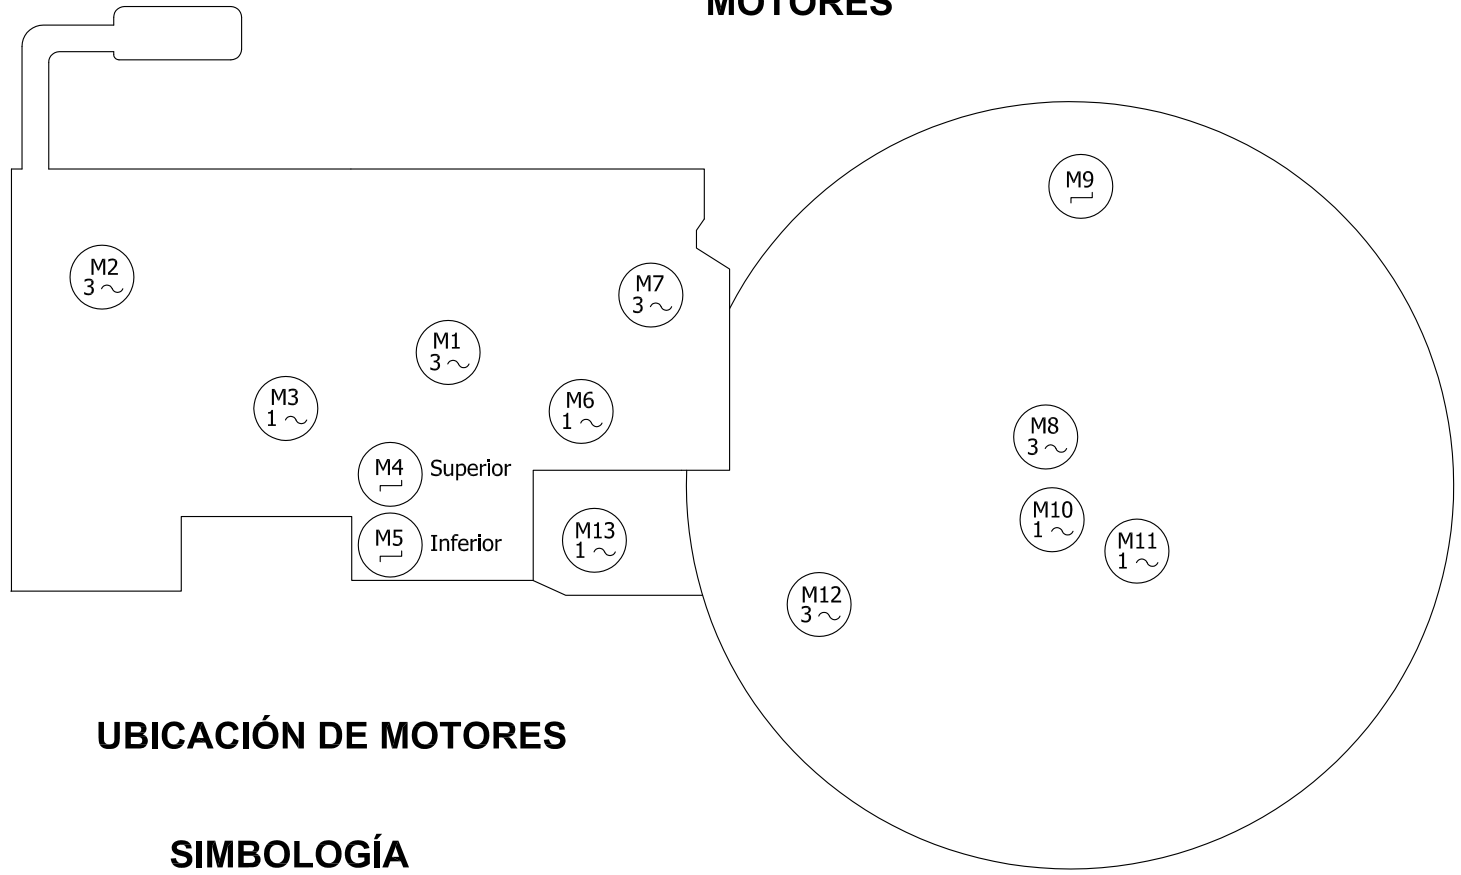 MOTORES
M9
M2
3
M7
3
M1
3
M3
1
M6
1
M8
3
M4 Superior
M10
1
M5 Inferior
M13
1
M11
1
M12
3
UBICACIÓN DE MOTORES
SIMBOLOGÍA